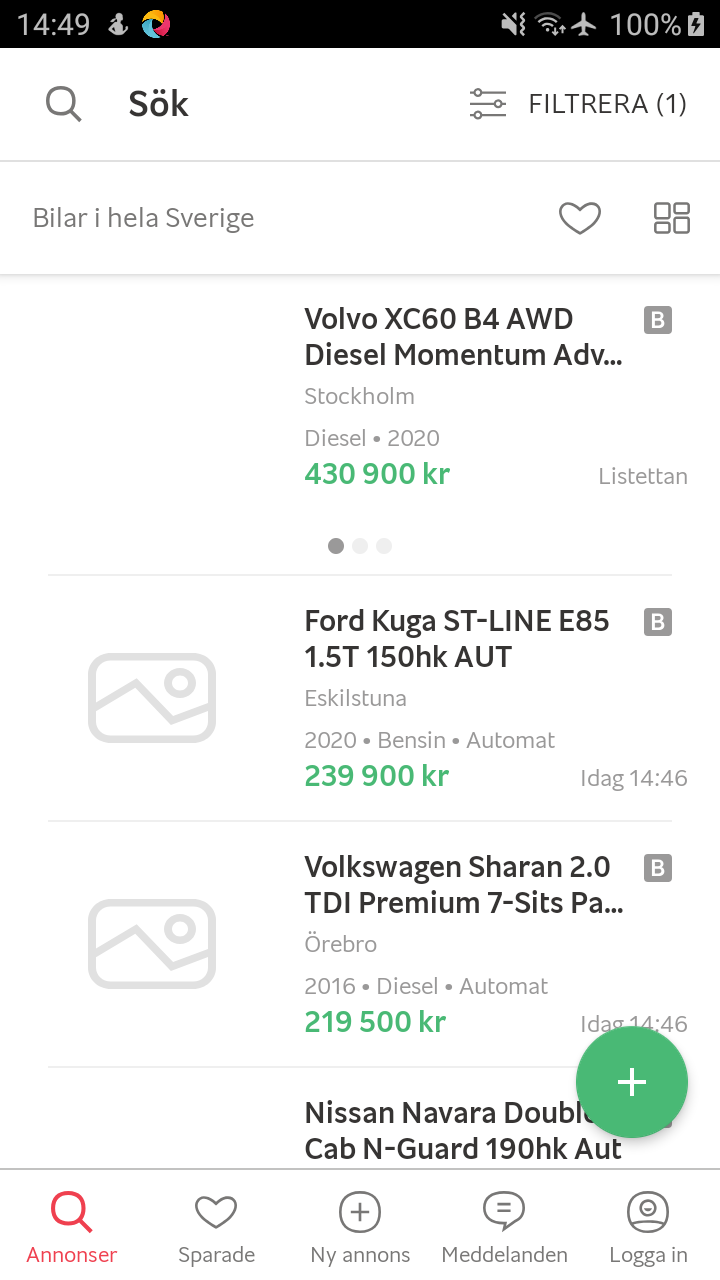 14:49
100%
Sök
FILTRERA (1)
Bilar i hela Sverige
Volvo XC60 B4 AWD
Diesel Momentum Adv...
B
Stockholm
Diesel • 2020
430 900 kr
Listettan
Ford Kuga ST-LINE E85
1.5T 150hk AUT
B
Eskilstuna
2020 • Bensin • Automat
239 900 kr
Idag 14:46
Volkswagen Sharan 2.0
TDI Premium 7-Sits Pa...
B
Örebro
2016 • Diesel • Automat
219 500 kr
Idag 14:46
Nissan Navara Double
Cab N-Guard 190hk Aut
Annonser
Sparade
Ny annons
Meddelanden
Logga in